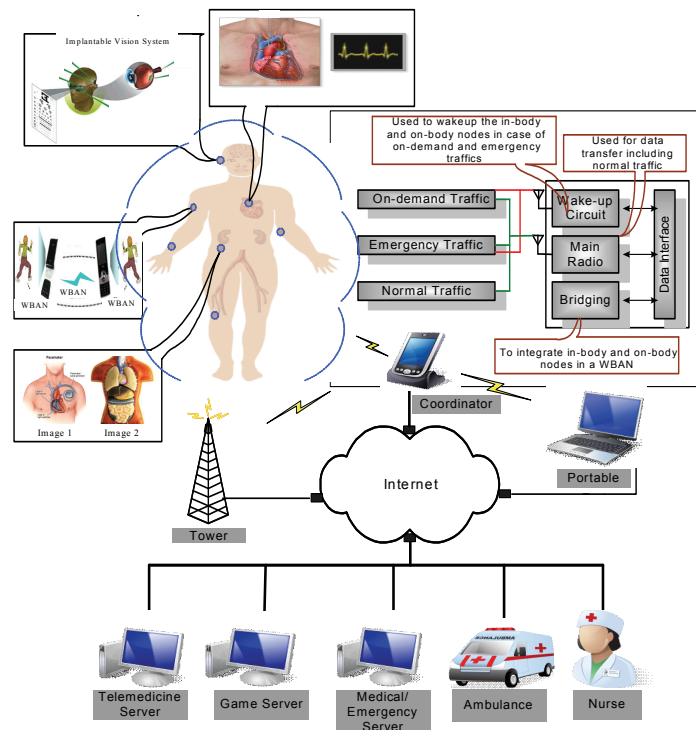 Implantable Vision System
Used to wakeup the in-body
and on-body nodes in case of
on-demand and emergency
traffics
Used for data
transfer including
normal traffic
On-demand Traffic
Emergency Traffic
Normal Traffic
Wake-up
Circuit
Main
Radio
Bridging
Data Interface
To integrate in-body and on-body
nodes in a WBAN
WBAN
WBAN
WBAN
Pacemaker
Image 1
Image 2
Coordinator
Internet
Portable
Tower
Telemedicine
Server
Game Server
Medical/
Emergency
Server
Ambulance
Nurse